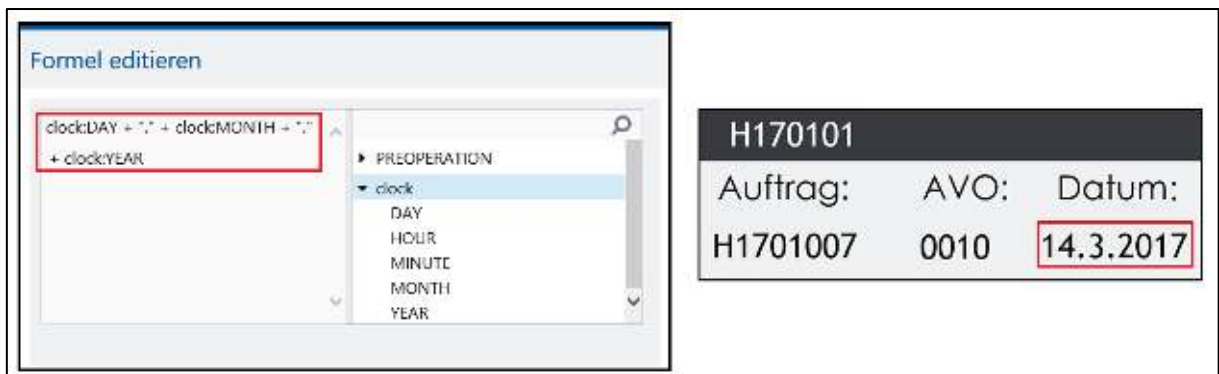 Formel editieren
clock:DAY + "." + clock:MONTH + "."
+ clock:YEAR
PREOPERATION
clock
DAY
HOUR
MINUTE
MONTH
YEAR
H170101
Auftrag: AVO: Datum:
H1701007 0010 14.3.2017